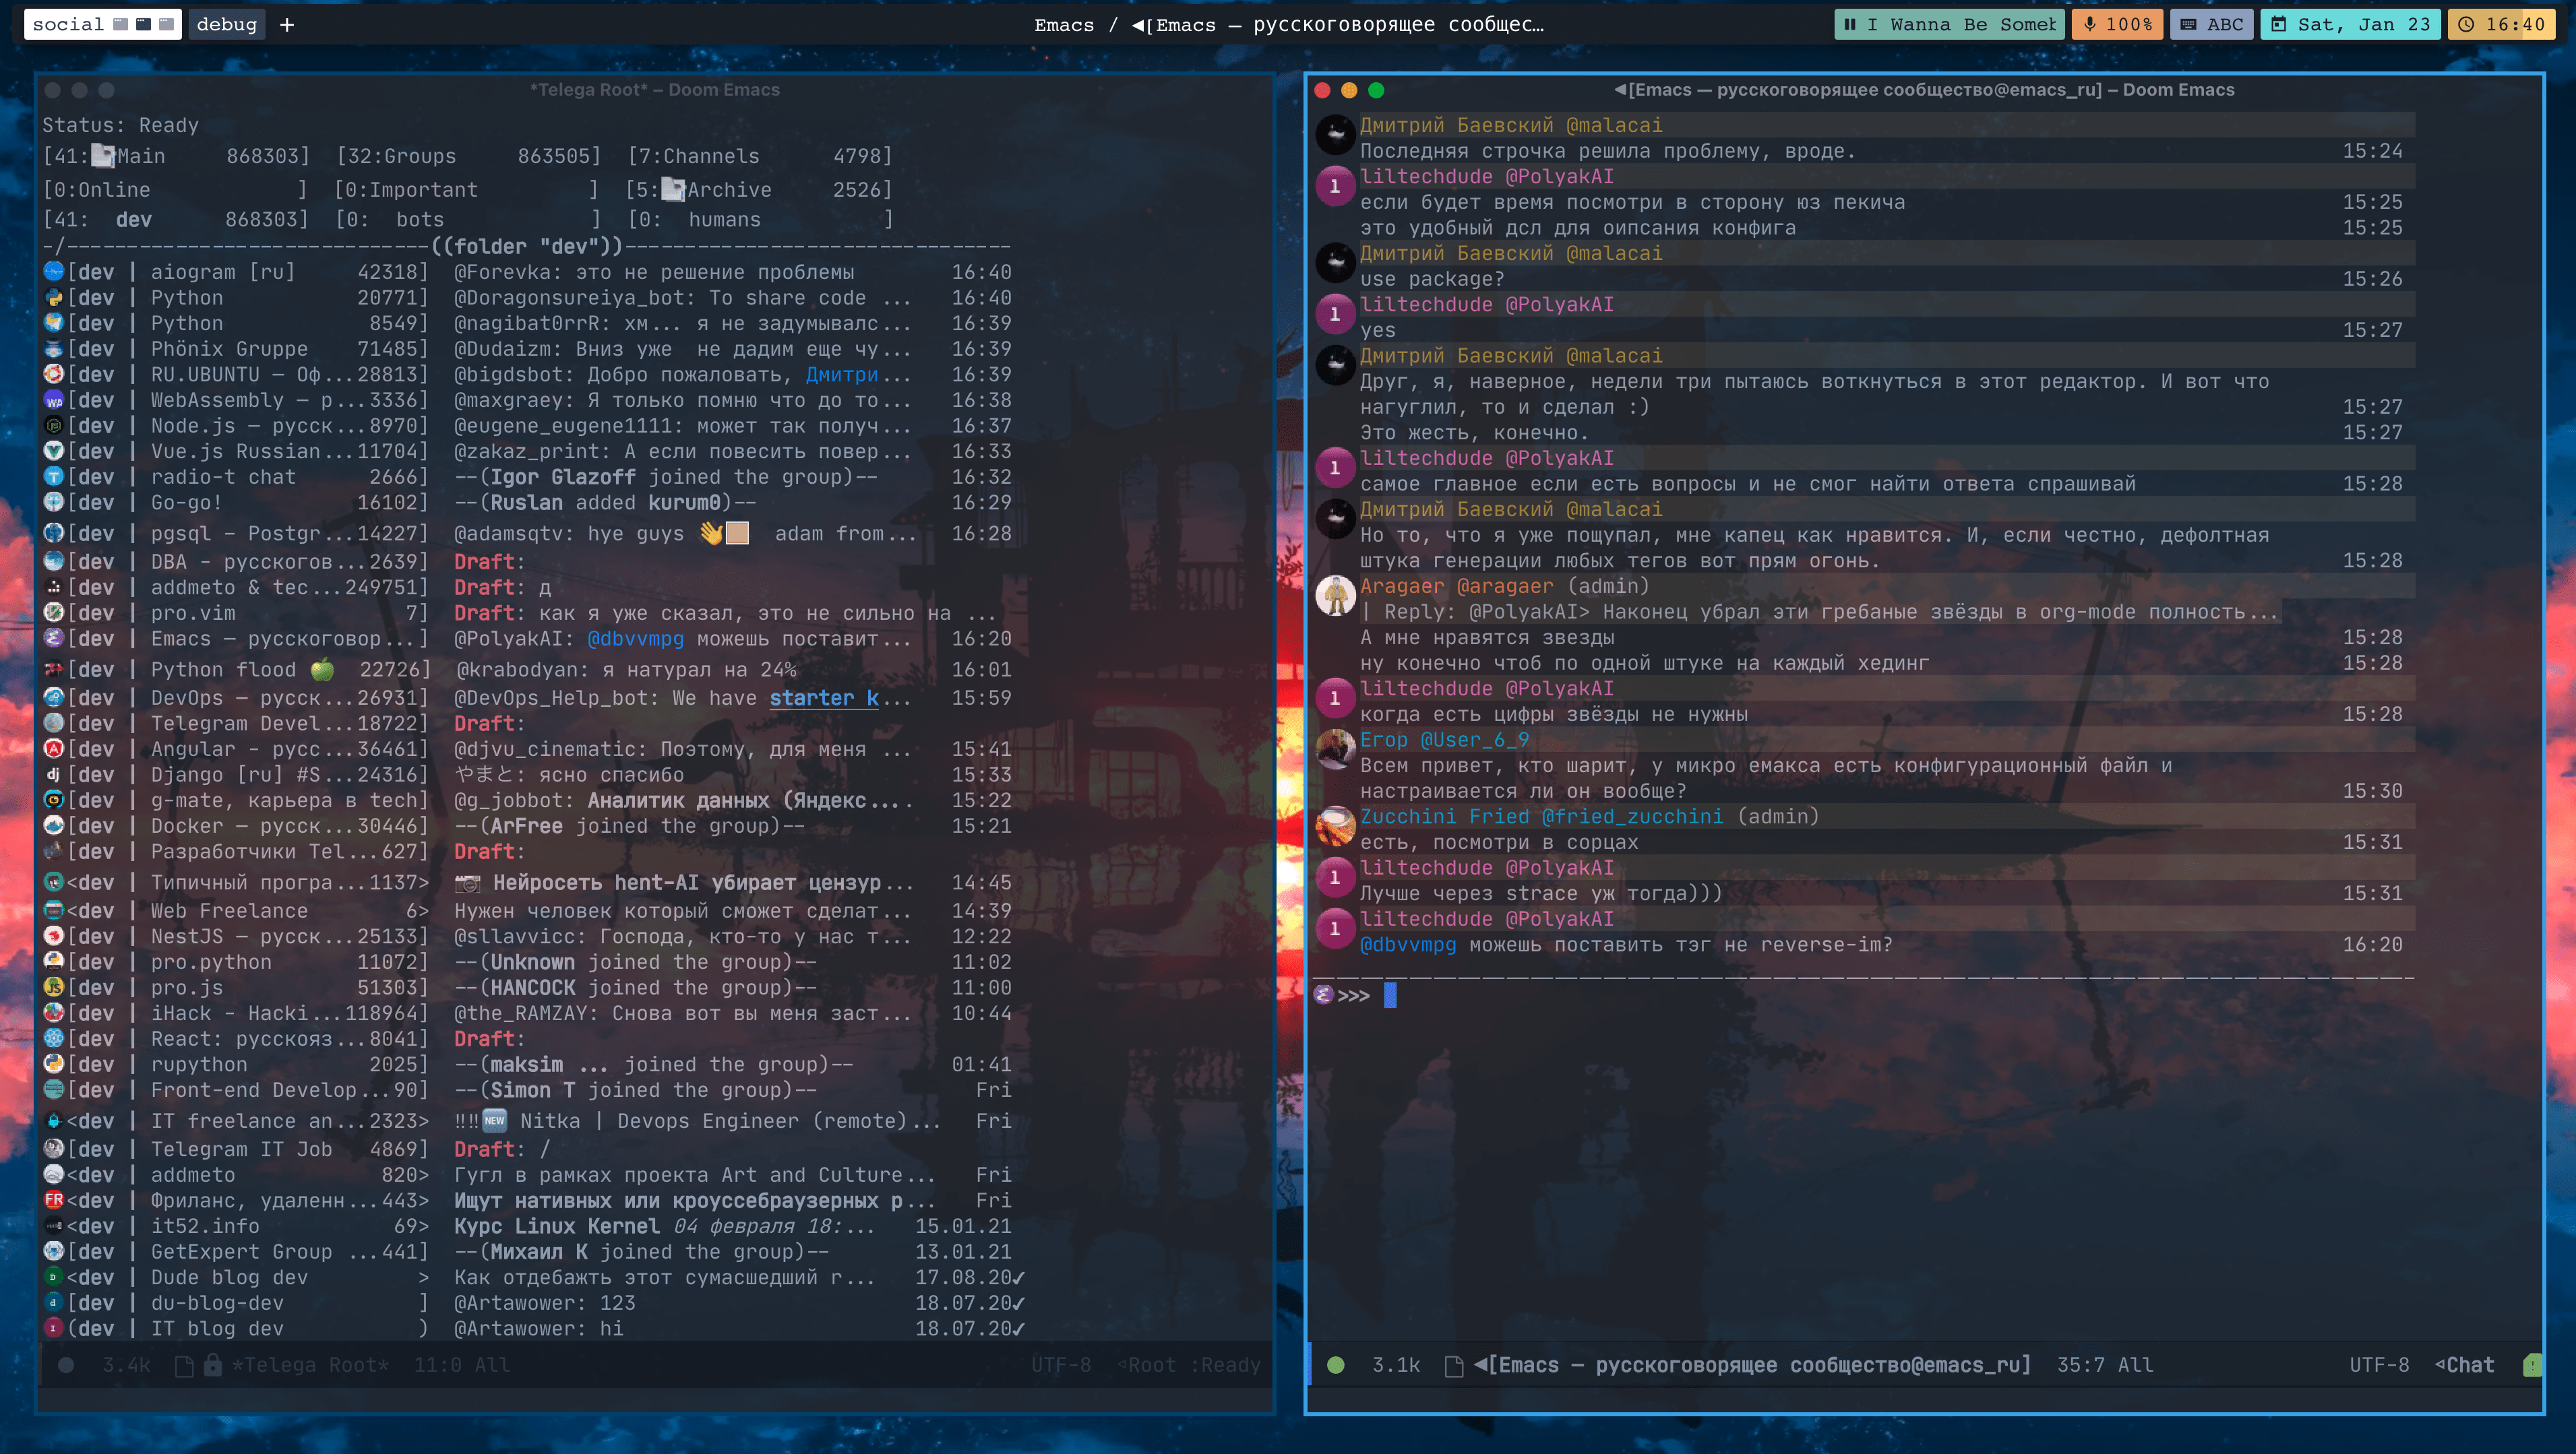 social debug + Emacs / ◀[Emacs — русскоговорящее сообщес… I Wanna Be Some 100% ABC Sat, Jan 23 16:40
*Telega Root* – Doom Emacs
Status: Ready
[41: Main 868303] [32:Groups 863505] [7:Channels 4798]
[0:Online ] [0:Important ] [5: Archive 2526]
[41: dev 868303] [0: bots ] [0: humans ]
-/------------------------------((folder "dev"))--------------------------------
[dev | aiogram [ru] 42318] @Forevka: это не решение проблемы 16:40
[dev | Python 20771] @Doragonsureiya_bot: To share code ... 16:40
[dev | Python 8549] @nagibat0rrR: хм... я не задумывалс... 16:39
[dev | Phönix Gruppe 71485] @Dudaizm: Вниз уже не дадим еще чу... 16:39
[dev | RU.UBUNTU — Оф...28813] @bigdsbot: Добро пожаловать, Дмитри... 16:39
[dev | WebAssembly — р...3336] @maxgraey: Я только помню что до то... 16:38
[dev | Node.js — русск...8970] @eugene_eugene1111: может так получ... 16:37
[dev | Vue.js Russian...11704] @zakaz_print: А если повесить повер... 16:33
[dev | radio-t chat 2666] --(Igor Glazoff joined the group)-- 16:32
[dev | Go-go! 16102] --(Ruslan added kurum0)-- 16:29
[dev | pgsql – Postgr...14227] @adamsqtv: hye guys 👋 adam from... 16:28
[dev | DBA - русскогов...2639] Draft:
[dev | addmeto & tec...249751] Draft: д
[dev | pro.vim 7] Draft: как я уже сказал, это не сильно на ...
[dev | Emacs — русскоговор...] @PolyakAI: @dbvvmpg можешь поставит... 16:20
[dev | Python flood 🍏 22726] @krabodyan: я натурал на 24% 16:01
[dev | DevOps — русск...26931] @DevOps_Help_bot: We have starter k... 15:59
[dev | Telegram Devel...18722] Draft:
[dev | Angular - русс...36461] @djvu_cinematic: Поэтому, для меня ... 15:41
[dev | Django [ru] #S...24316] やまと: ясно спасибо 15:33
[dev | g-mate, карьера в tech] @g_jobbot: Аналитик данных (Яндекс.... 15:22
[dev | Docker — русск...30446] --(ArFree joined the group)-- 15:21
[dev | Разработчики Tel...627] Draft:
<dev | Типичный програ...1137> 📷 Нейросеть hent-AI убирает цензур... 14:45
<dev | Web Freelance 6> Нужен человек который сможет сделат... 14:39
[dev | NestJS — русск...25133] @sllavvicc: Господа, кто-то у нас т... 12:22
[dev | pro.python 11072] --(Unknown joined the group)-- 11:02
[dev | pro.js 51303] --(HANCOCK joined the group)-- 11:00
[dev | iHack - Hacki...118964] @the_RAMZAY: Снова вот вы меня заст... 10:44
[dev | React: русскояз...8041] Draft:
[dev | rupython 2025] --(maksim ... joined the group)-- 01:41
[dev | Front-end Develop...90] --(Simon T joined the group)-- Fri
<dev | IT freelance an...2323> ‼‼🆕 Nitka | Devops Engineer (remote)... Fri
[dev | Telegram IT Job 4869] Draft: /
<dev | addmeto 820> Гугл в рамках проекта Art and Culture... Fri
<dev | Фриланс, удаленн...443> Ищут нативных или кроуссебраузерных р... Fri
<dev | it52.info 69> Курс Linux Kernel 04 февраля 18:... 15.01.21
[dev | GetExpert Group ...441] --(Михаил К joined the group)-- 13.01.21
<dev | Dude blog dev > Как отдебажть этот сумасшедший г... 17.08.20✓
[dev | du-blog-dev ] @Artawower: 123 18.07.20✓
(dev | IT blog dev ) @Artawower: hi 18.07.20✓
3.4k *Telega Root* 11:0 All UTF-8 ◁Root :Ready
◀[Emacs — русскоговорящее сообщество@emacs_ru] – Doom Emacs
Дмитрий Баевский @malacai
Последняя строчка решила проблему, вроде. 15:24
liltechdude @PolyakAI
если будет время посмотри в сторону юз пекича 15:25
это удобный дсл для оипсания конфига 15:25
Дмитрий Баевский @malacai
use package? 15:26
liltechdude @PolyakAI
yes 15:27
Дмитрий Баевский @malacai
Друг, я, наверное, недели три пытаюсь воткнуться в этот редактор. И вот что
нагуглил, то и сделал :) 15:27
Это жесть, конечно. 15:27
liltechdude @PolyakAI
самое главное если есть вопросы и не смог найти ответа спрашивай 15:28
Дмитрий Баевский @malacai
Но то, что я уже пощупал, мне капец как нравится. И, если честно, дефолтная
штука генерации любых тегов вот прям огонь. 15:28
Aragaer @aragaer (admin)
| Reply: @PolyakAI> Наконец убрал эти гребаные звёзды в org-mode полность...
А мне нравятся звезды 15:28
ну конечно чтоб по одной штуке на каждый хединг 15:28
liltechdude @PolyakAI
когда есть цифры звёзды не нужны 15:28
Егор @User_6_9
Всем привет, кто шарит, у микро емакса есть конфигурационный файл и
настраивается ли он вообще? 15:30
Zucchini Fried @fried_zucchini (admin)
есть, посмотри в сорцах 15:31
liltechdude @PolyakAI
Лучше через strace уж тогда))) 15:31
liltechdude @PolyakAI
@dbvvmpg можешь поставить тэг не reverse-im? 16:20
>>>
3.1k ◀[Emacs — русскоговорящее сообщество@emacs_ru] 35:7 All UTF-8 ◁Chat